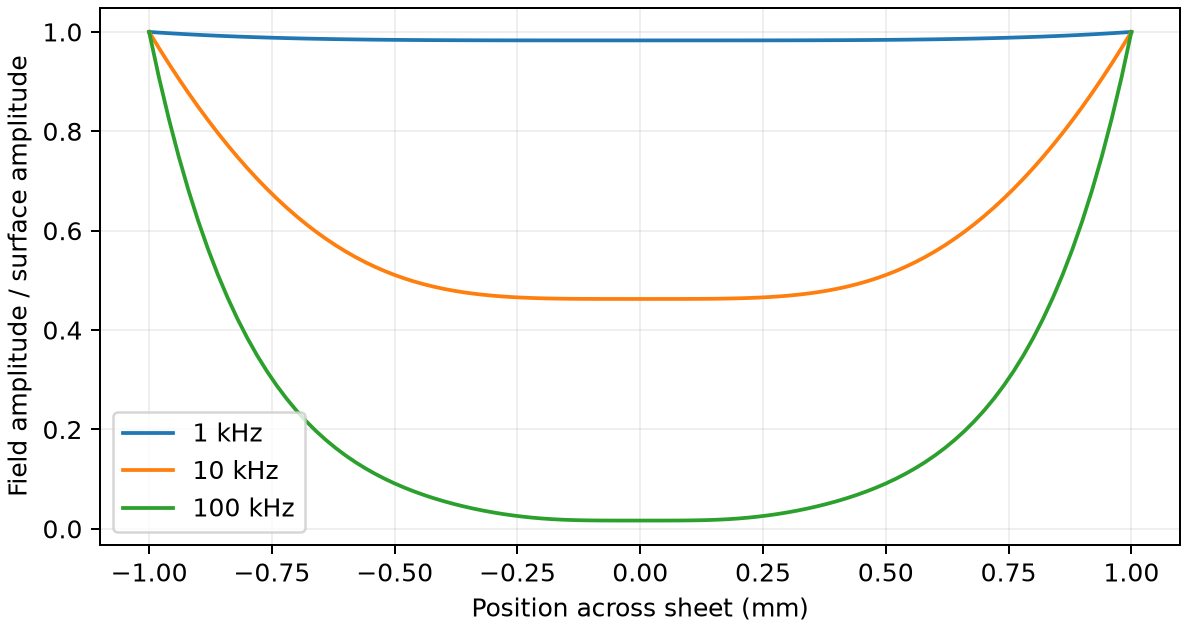 Field amplitude / surface amplitude
1.0
0.8
0.6
0.4
0.2
0.0
1 kHz
10 kHz
100 kHz
−1.00 −0.75 −0.50 −0.25 0.00 0.25 0.50 0.75 1.00
Position across sheet (mm)